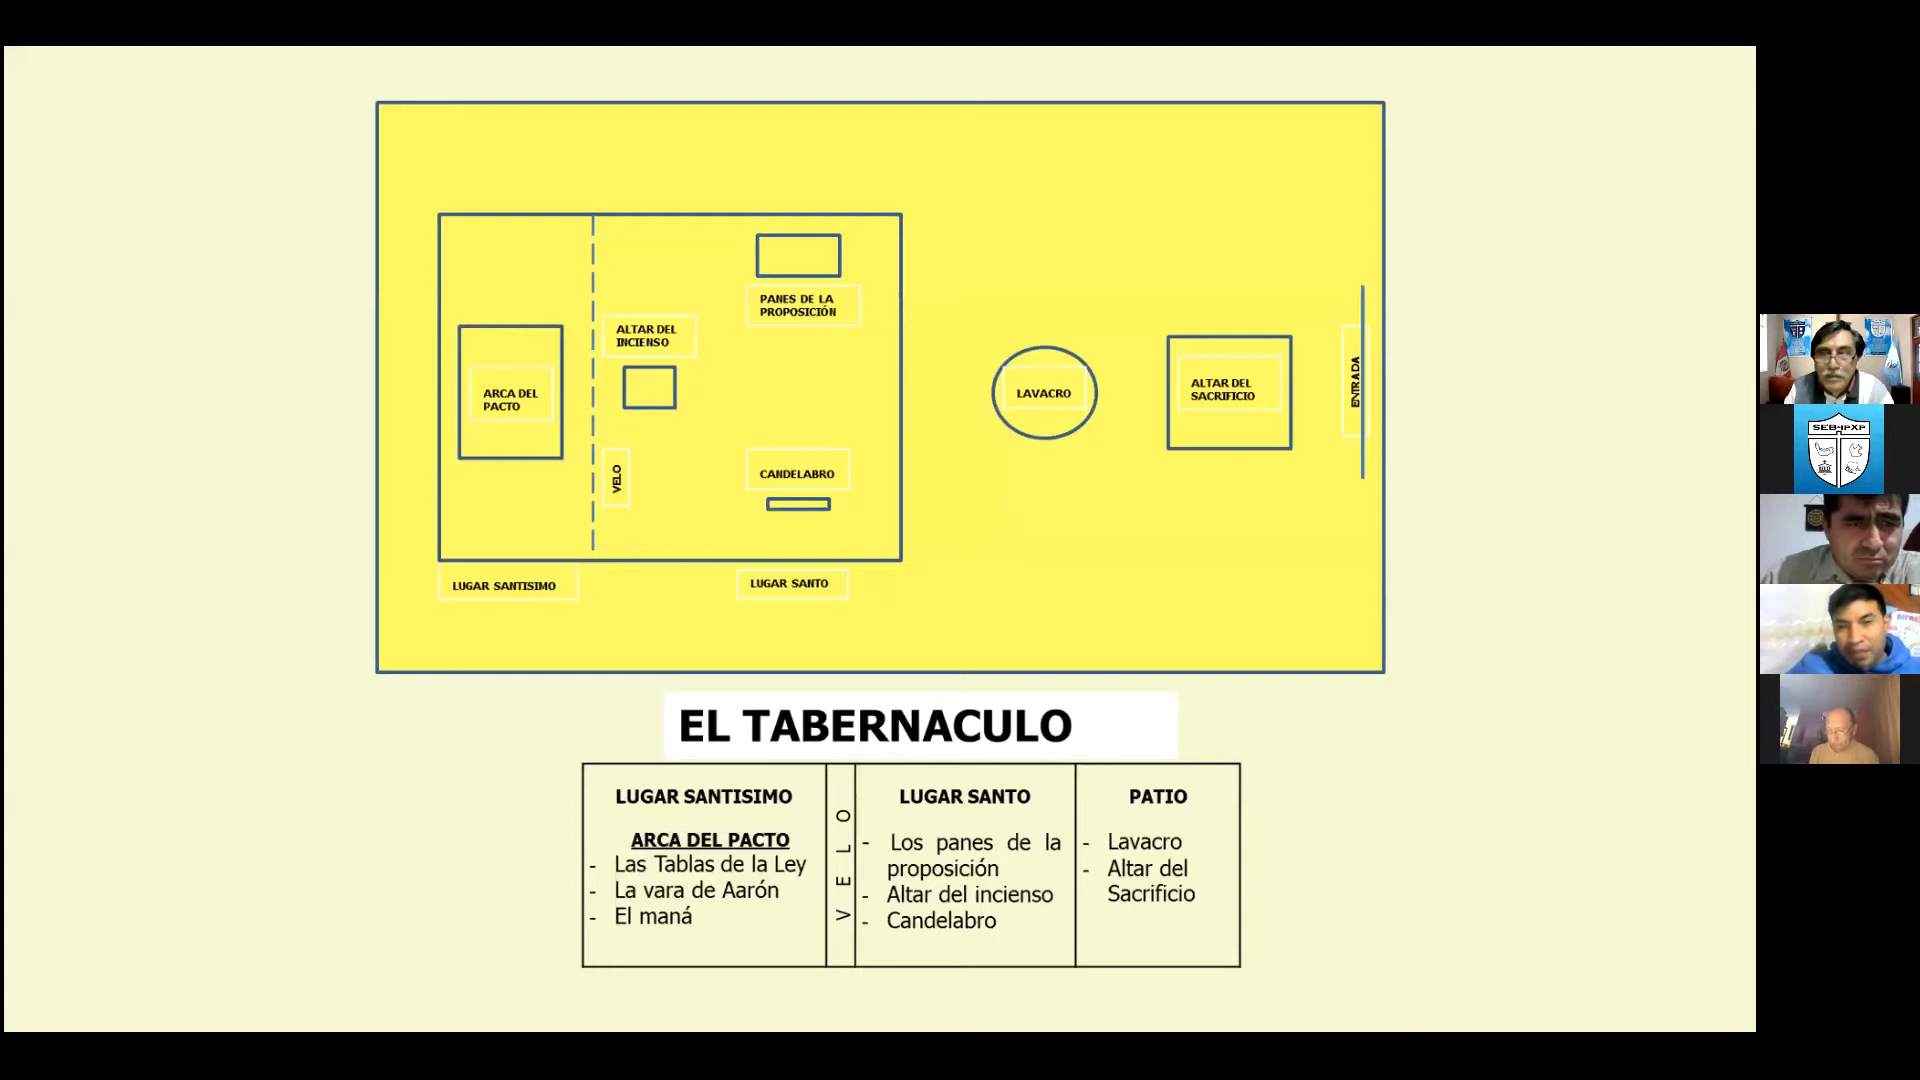 PANES DE LA
PROPOSICIÓN
ALTAR DEL
INCIENSO
ARCA DEL
PACTO
LAVACRO
ALTAR DEL
SACRIFICIO
ENTRADA
VELO
CANDELABRO
LUGAR SANTISIMO
LUGAR SANTO
EL TABERNACULO
LUGAR SANTISIMO
ARCA DEL PACTO
- Las Tablas de la Ley
- La vara de Aarón
- El maná
VELO
LUGAR SANTO
- Los panes de la
proposición
- Altar del incienso
- Candelabro
PATIO
- Lavacro
- Altar del
Sacrificio
SEB-IPXP